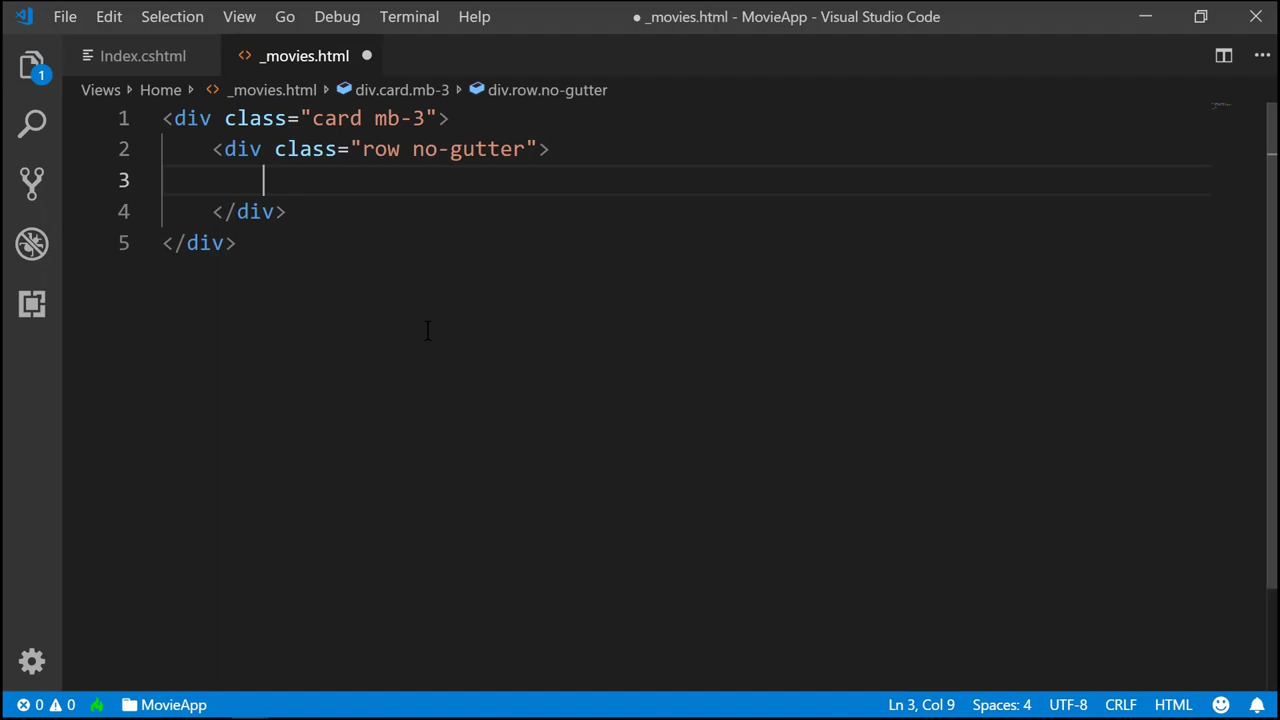 File Edit Selection View Go Debug Terminal Help ● _movies.html - MovieApp - Visual Studio Code
1
Index.cshtml _movies.html ●
Views › Home › _movies.html › div.card.mb-3 › div.row.no-gutter
1 <div class="card mb-3">
2 <div class="row no-gutter">
3
4 </div>
5 </div>
0 0 MovieApp Ln 3, Col 9 Spaces: 4 UTF-8 CRLF HTML